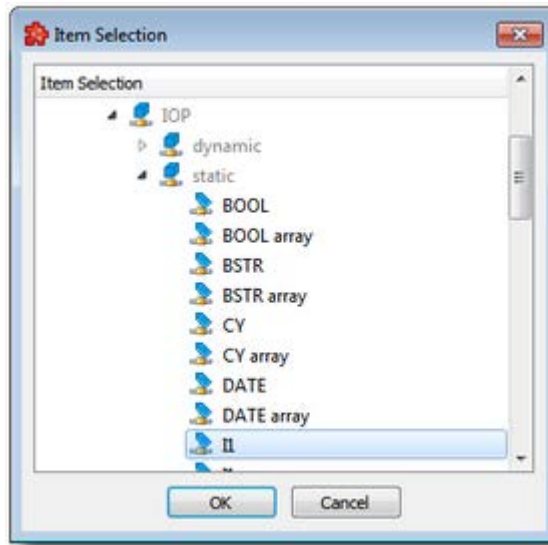 Item Selection
Item Selection
IOP
dynamic
static
BOOL
BOOL array
BSTR
BSTR array
CY
CY array
DATE
DATE array
I1
OK Cancel